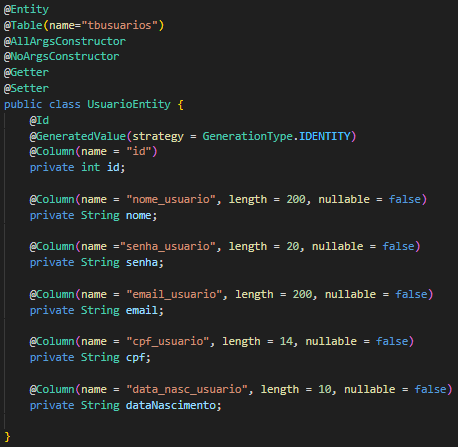 @Entity
@Table(name="tbusuarios")
@AllArgsConstructor
@NoArgsConstructor
@Getter
@Setter
public class UsuarioEntity {
@Id
@GeneratedValue(strategy = GenerationType.IDENTITY)
@Column(name = "id")
private int id;
@Column(name = "nome_usuario", length = 200, nullable = false)
private String nome;
@Column(name ="senha_usuario", length = 20, nullable = false)
private String senha;
@Column(name = "email_usuario", length = 200, nullable = false)
private String email;
@Column(name = "cpf_usuario", length = 14, nullable = false)
private String cpf;
@Column(name = "data_nasc_usuario", length = 10, nullable = false)
private String dataNascimento;
}